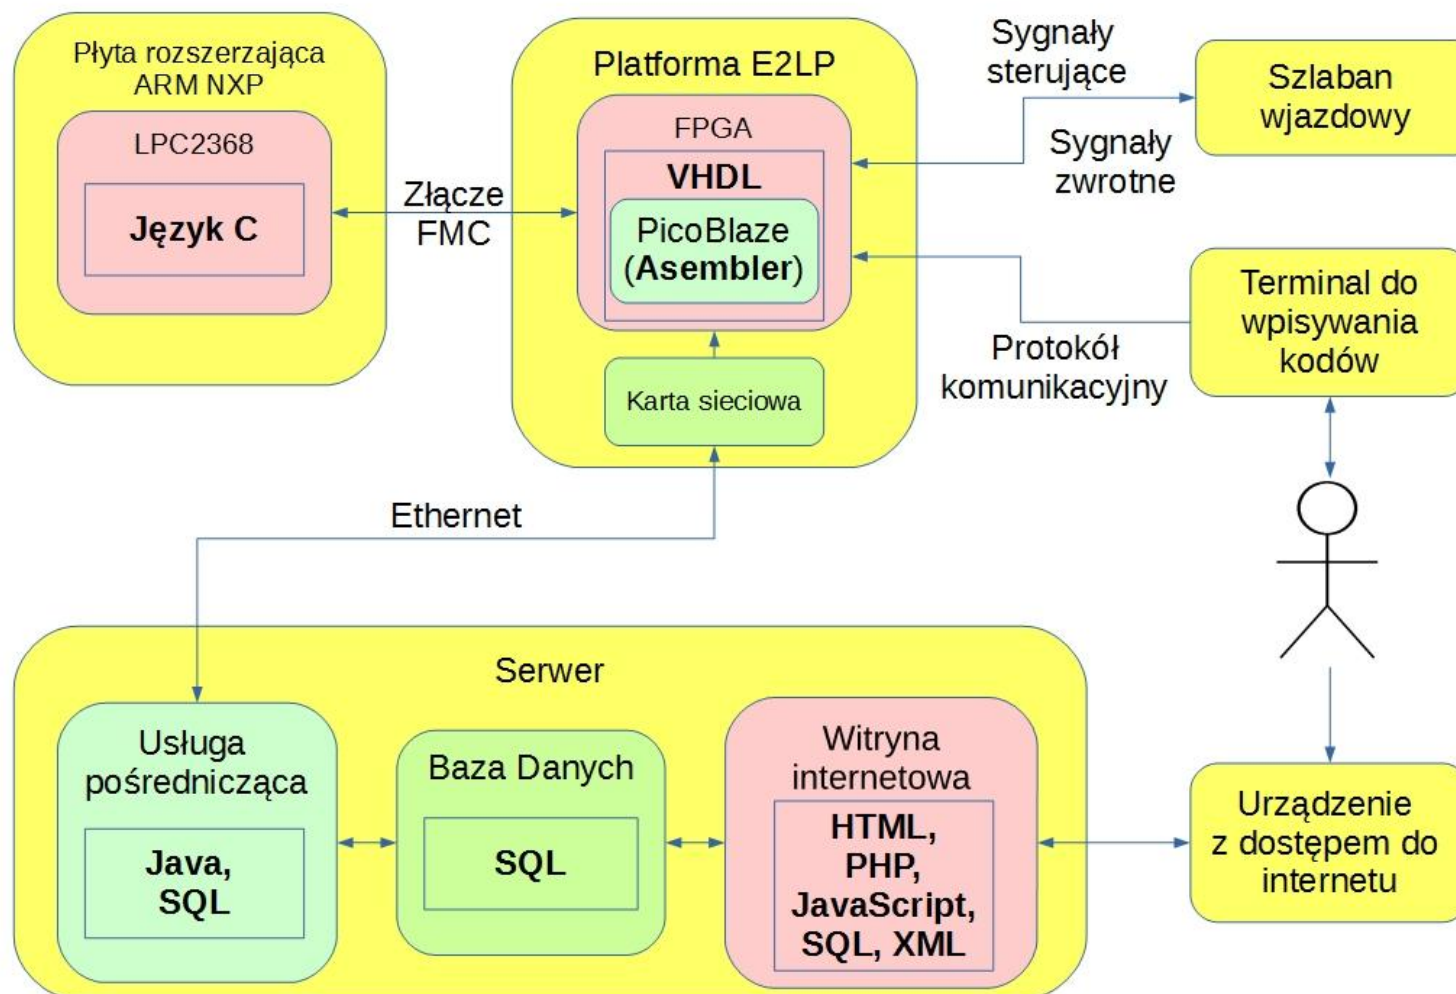 Płyta rozszerzająca
ARM NXP
LPC2368
Język C
Złącze
FMC
Platforma E2LP
FPGA
VHDL
PicoBlaze
(Asembler)
Karta sieciowa
Sygnały
sterujące
Sygnały
zwrotne
Szlaban
wjazdowy
Terminal do
wpisywania
kodów
Protokół
komunikacyjny
Ethernet
Serwer
Usługa
pośrednicząca
Java,
SQL
Baza Danych
SQL
Witryna
internetowa
HTML,
PHP,
JavaScript,
SQL, XML
Urządzenie
z dostępem do
internetu